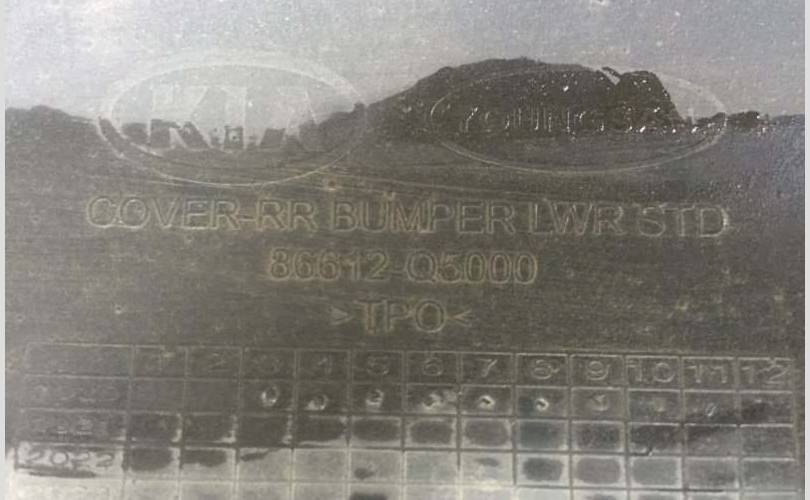 KIA YOUNGSAN
COVER-RR BUMPER LWR STD
86612-Q5000
>TPO<
1 2 3 4 5 6 7 8 9 10 11 12
2022